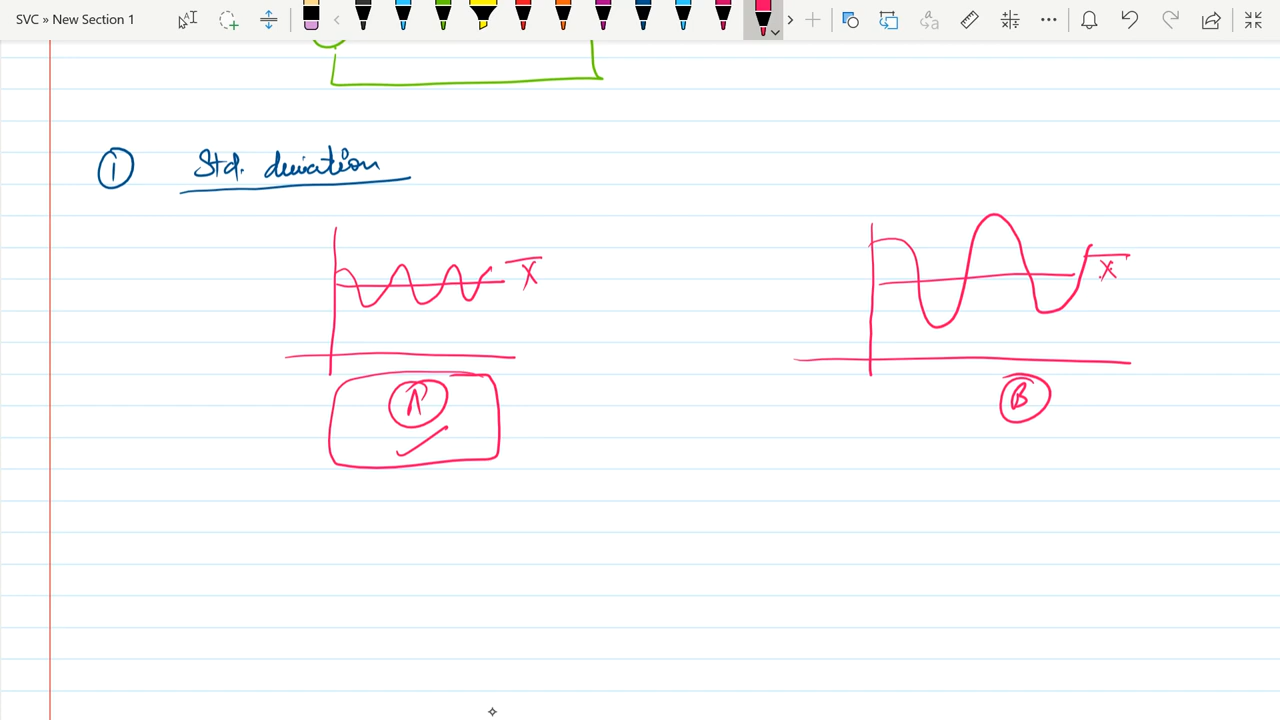 SVC » New Section 1
① Std. deviation
X̅
X̅
A
B